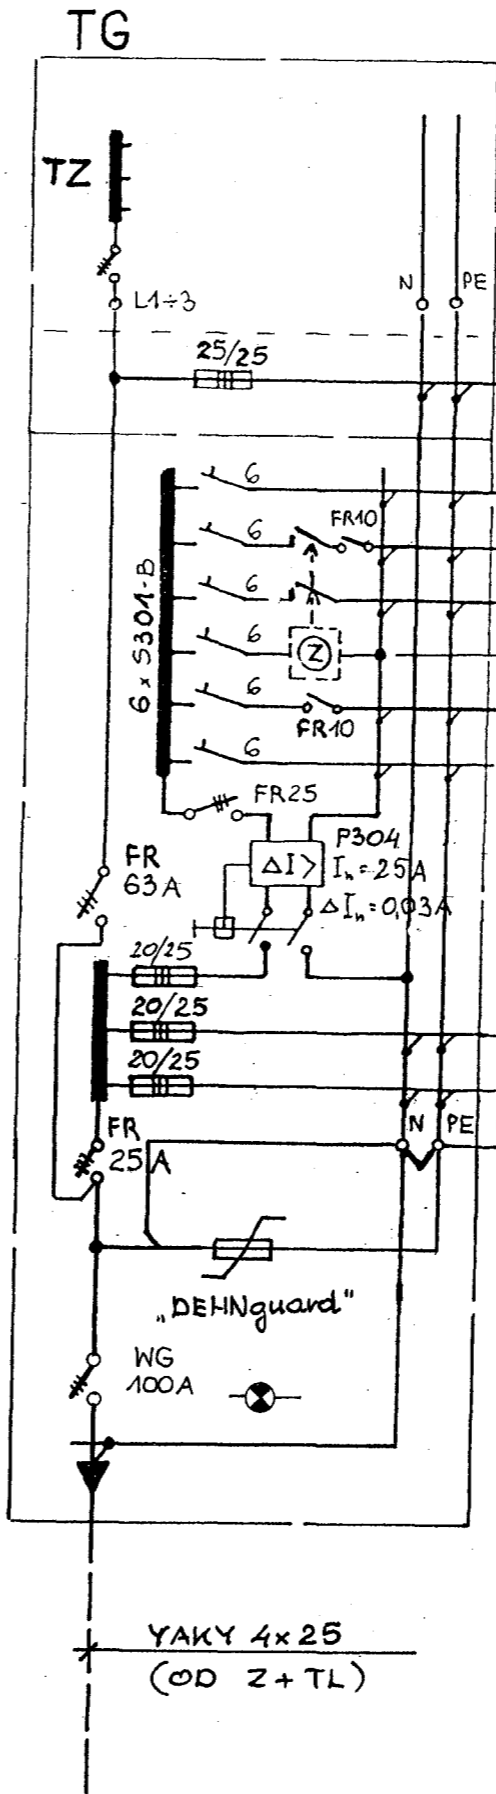 TG
TZ
L1÷3
N
PE
25/25
6 x S301-B
6
6
FR10
6
6
Z
6
FR10
6
FR25
P304
ΔI>
Iₙ = 25A
ΔIₙ = 0,03A
FR
63A
20/25
20/25
20/25
FR
25A
N
PE
„DEHNguard"
WG
100A
YAKY 4x25
(OD Z+TL)